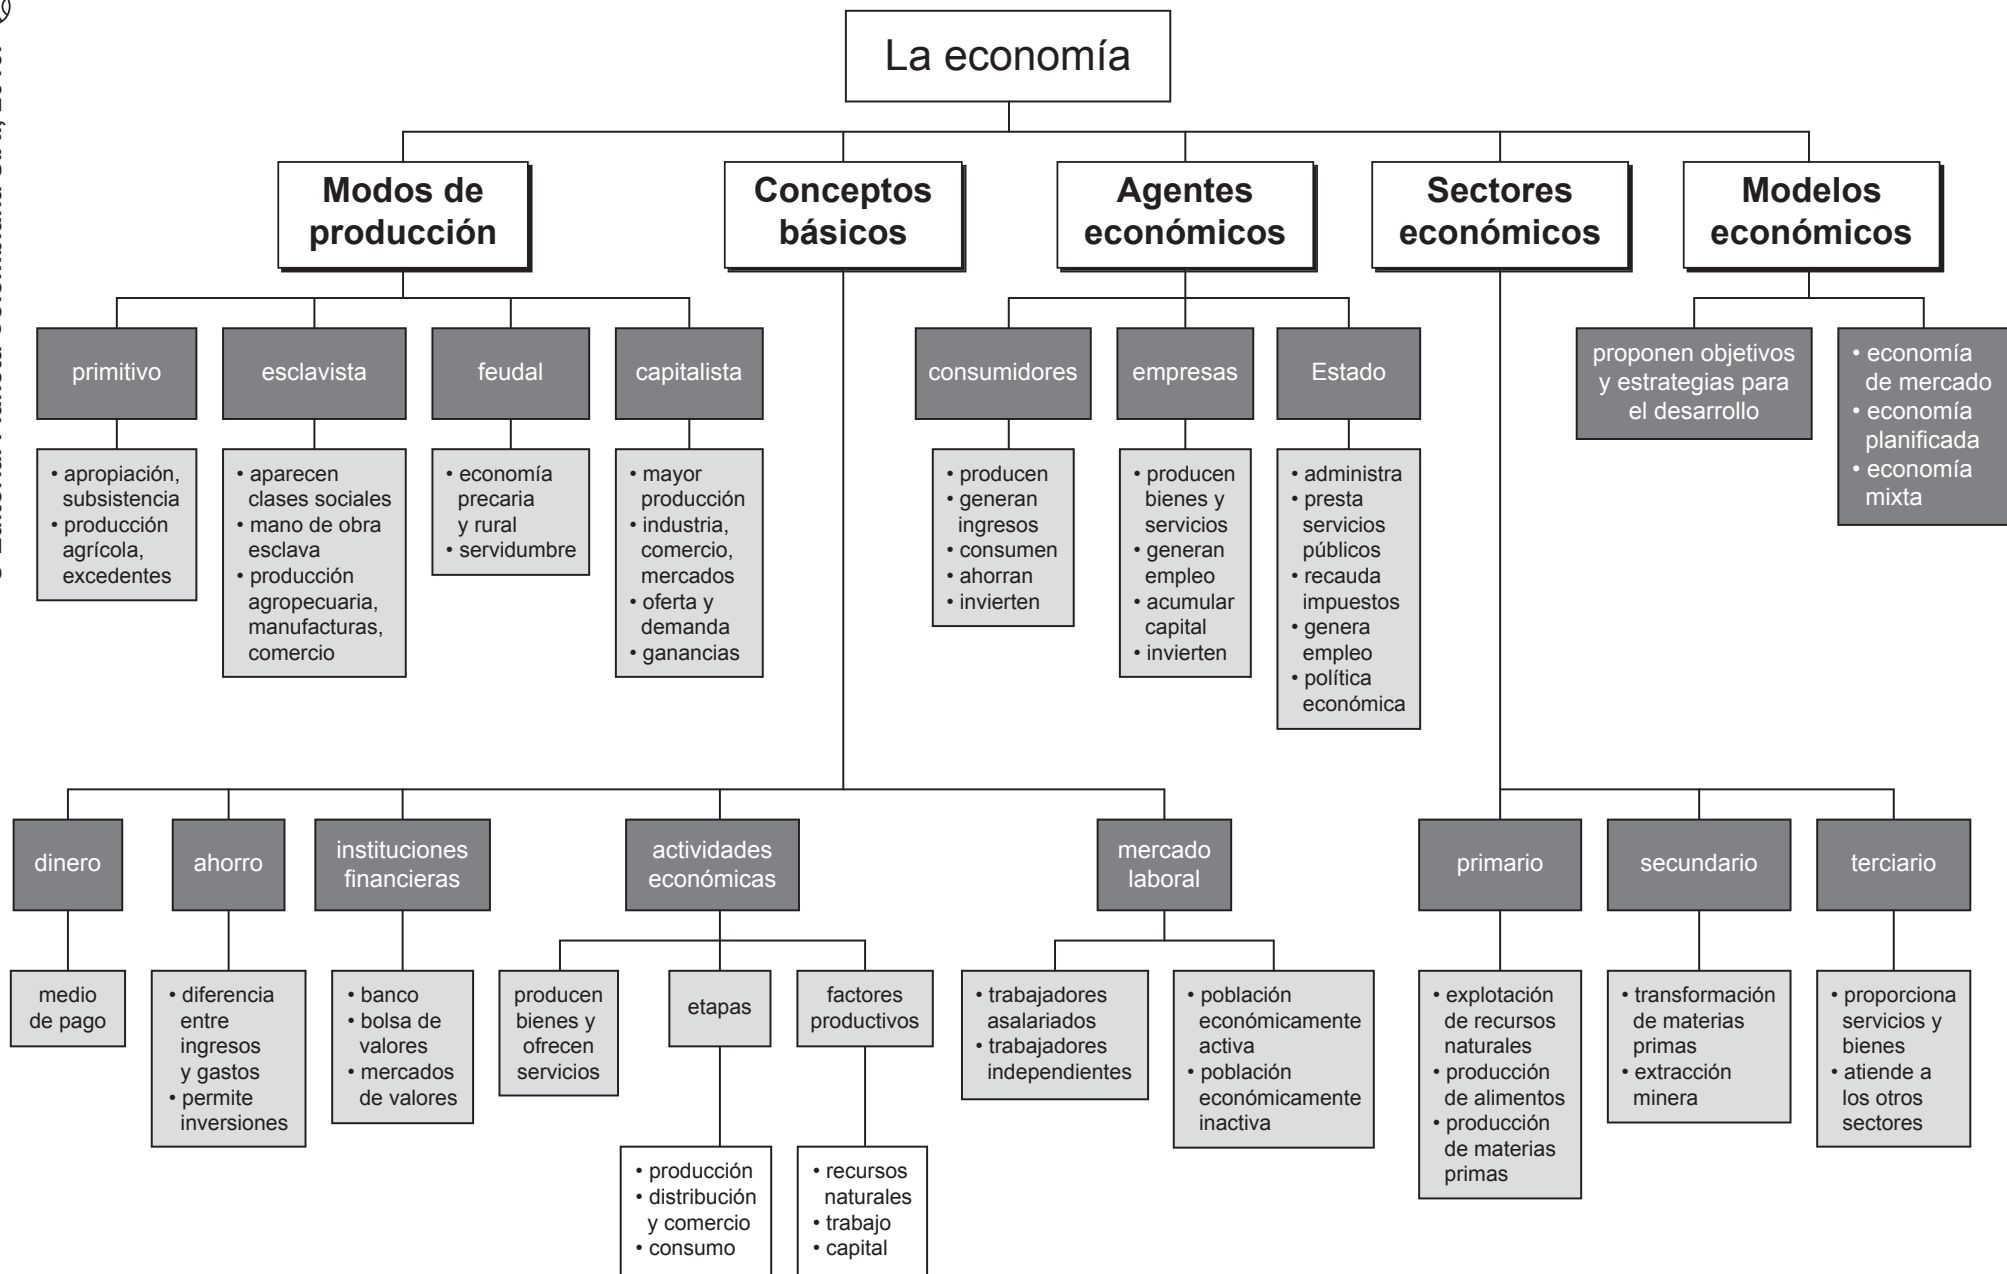 La economía
Modos de
producción
Conceptos
básicos
Agentes
económicos
Sectores
económicos
Modelos
económicos
primitivo
esclavista
feudal
capitalista
consumidores
empresas
Estado
proponen objetivos
y estrategias para
el desarrollo
• economía
de mercado
• economía
planificada
• economía
mixta
• apropiación,
subsistencia
• producción
agrícola,
excedentes
• aparecen
clases sociales
• mano de obra
esclava
• producción
agropecuaria,
manufacturas,
comercio
• economía
precaria
y rural
• servidumbre
• mayor
producción
• industria,
comercio,
mercados
• oferta y
demanda
• ganancias
• producen
• generan
ingresos
• consumen
• ahorran
• invierten
• producen
bienes y
servicios
• generan
empleo
• acumular
capital
• invierten
• administra
• presta
servicios
públicos
• recauda
impuestos
• genera
empleo
• política
económica
dinero
ahorro
instituciones
financieras
actividades
económicas
mercado
laboral
primario
secundario
terciario
medio
de pago
• diferencia
entre
ingresos
y gastos
• permite
inversiones
• banco
• bolsa de
valores
• mercados
de valores
producen
bienes y
ofrecen
servicios
etapas
factores
productivos
• trabajadores
asalariados
• trabajadores
independientes
• población
económicamente
activa
• población
económicamente
inactiva
• explotación
de recursos
naturales
• producción
de alimentos
• producción
de materias
primas
• transformación
de materias
primas
• extracción
minera
• proporciona
servicios y
bienes
• atiende a
los otros
sectores
• producción
• distribución
y comercio
• consumo
• recursos
naturales
• trabajo
• capital